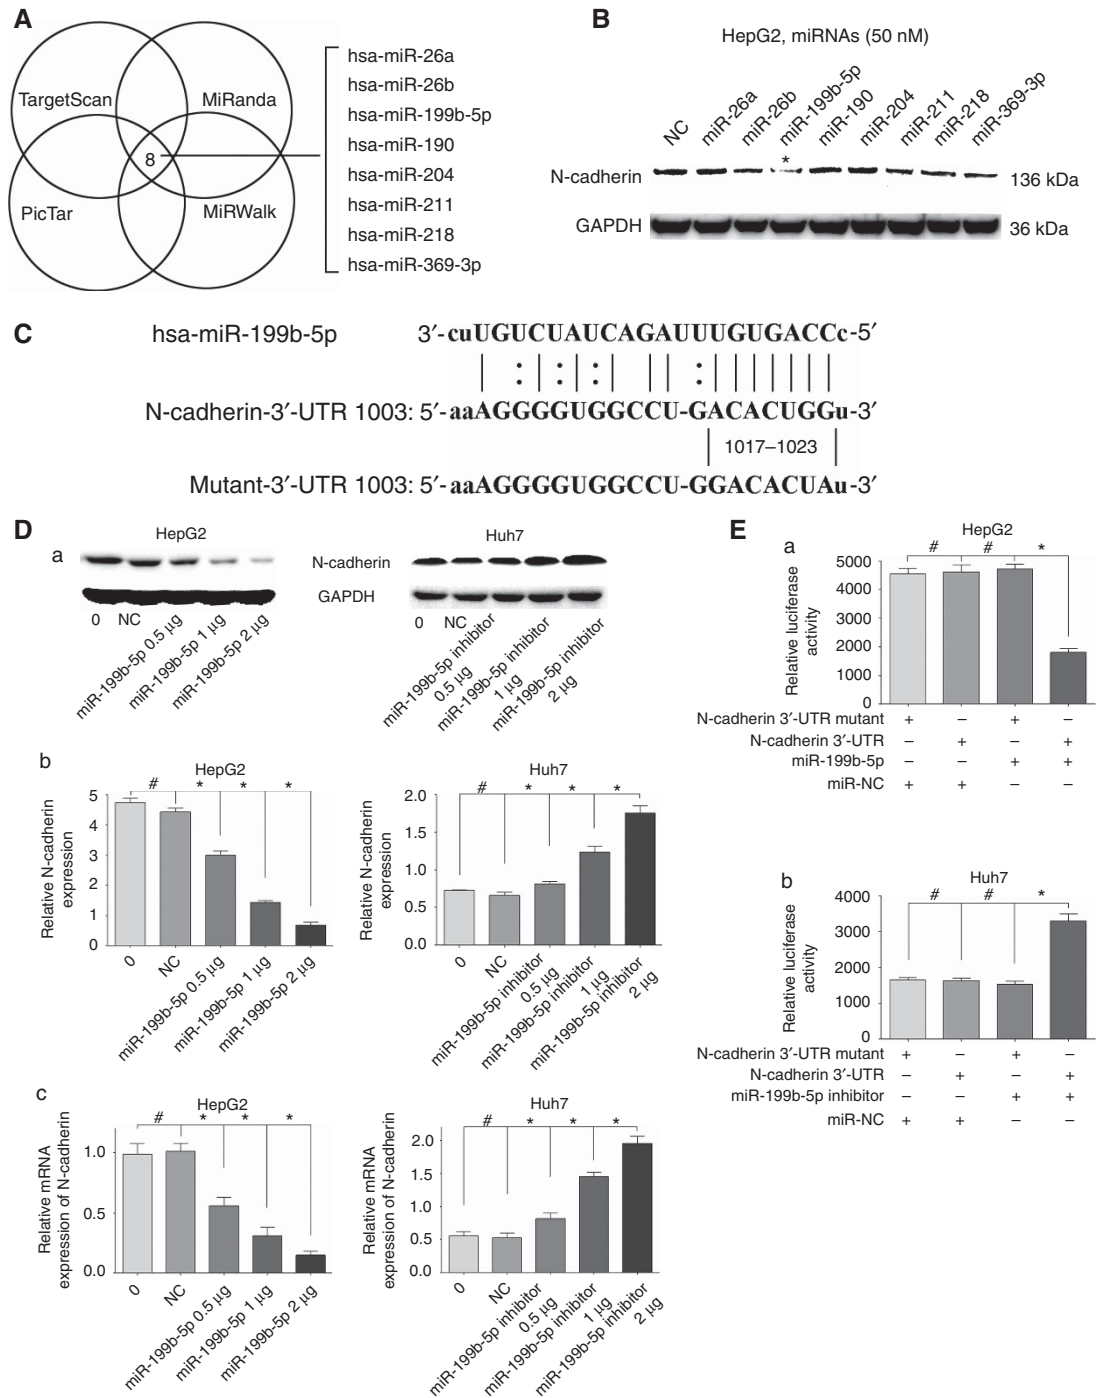 A
TargetScan
MiRanda
8
PicTar
MiRWalk
hsa-miR-26a
hsa-miR-26b
hsa-miR-199b-5p
hsa-miR-190
hsa-miR-204
hsa-miR-211
hsa-miR-218
hsa-miR-369-3p
B
HepG2, miRNAs (50 nM)
NC
miR-26a
miR-26b
miR-199b-5p
miR-190
miR-204
miR-211
miR-218
miR-369-3p
*
N-cadherin
136 kDa
GAPDH
36 kDa
C
hsa-miR-199b-5p 3′-cuUGUCUAUCAGAUUUGUGACCc-5′
N-cadherin-3′-UTR 1003: 5′-aaAGGGGUGGCCU-GACACUGGu-3′
1017–1023
Mutant-3′-UTR 1003: 5′-aaAGGGGUGGCCU-GGACACUAu-3′
D
a
HepG2
Huh7
N-cadherin
GAPDH
0
NC
miR-199b-5p 0.5 µg
miR-199b-5p 1 µg
miR-199b-5p 2 µg
0
NC
miR-199b-5p inhibitor
0.5 µg
miR-199b-5p inhibitor
1 µg
miR-199b-5p inhibitor
2 µg
b
HepG2
# * * *
Relative N-cadherin
expression
5
4
3
2
1
0
0
NC
miR-199b-5p 0.5 µg
miR-199b-5p 1 µg
miR-199b-5p 2 µg
Huh7
# * * *
Relative N-cadherin
expression
2.0
1.5
1.0
0.5
0.0
0
NC
miR-199b-5p inhibitor
0.5 µg
miR-199b-5p inhibitor
1 µg
miR-199b-5p inhibitor
2 µg
c
HepG2
# * * *
Relative mRNA
expression of N-cadherin
1.0
0.5
0.0
0
NC
miR-199b-5p 0.5 µg
miR-199b-5p 1 µg
miR-199b-5p 2 µg
Huh7
# * * *
Relative mRNA
expression of N-cadherin
2.0
1.5
1.0
0.5
0.0
0
NC
miR-199b-5p inhibitor
0.5 µg
miR-199b-5p inhibitor
1 µg
miR-199b-5p inhibitor
2 µg
E
a
HepG2
# # *
Relative luciferase
activity
5000
4000
3000
2000
1000
0
N-cadherin 3′-UTR mutant + – + –
N-cadherin 3′-UTR – + – +
miR-199b-5p – – + +
miR-NC + + – –
b
Huh7
# # *
Relative luciferase
activity
4000
3000
2000
1000
0
N-cadherin 3′-UTR mutant + – + –
N-cadherin 3′-UTR – + – +
miR-199b-5p inhibitor – – + +
miR-NC + + – –